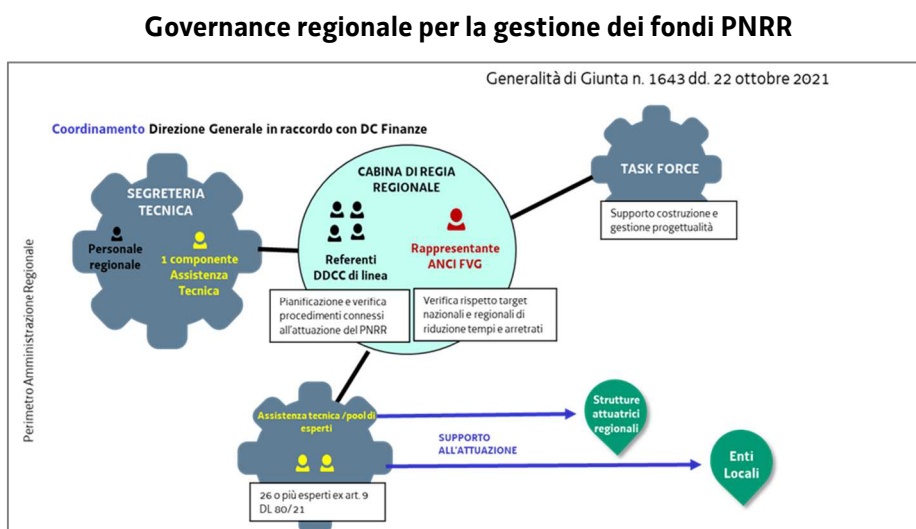 Governance regionale per la gestione dei fondi PNRR
Generalità di Giunta n. 1643 dd. 22 ottobre 2021
Coordinamento Direzione Generale in raccordo con DC Finanze
Perimetro Amministrazione Regionale
SEGRETERIA
TECNICA
Personale
regionale
1 componente
Assistenza
Tecnica
CABINA DI REGIA
REGIONALE
Referenti
DDCC di linea
Rappresentante
ANCI FVG
Pianificazione e verifica
procedimenti connessi
all'attuazione del PNRR
Verifica rispetto target
nazionali e regionali di
riduzione tempi e arretrati
TASK FORCE
Supporto costruzione e
gestione progettualità
Assistenza tecnica /pool di
esperti
26 o più esperti ex art. 9
DL 80/21
SUPPORTO
ALL'ATTUAZIONE
Strutture
attuatrici
regionali
Enti
Locali